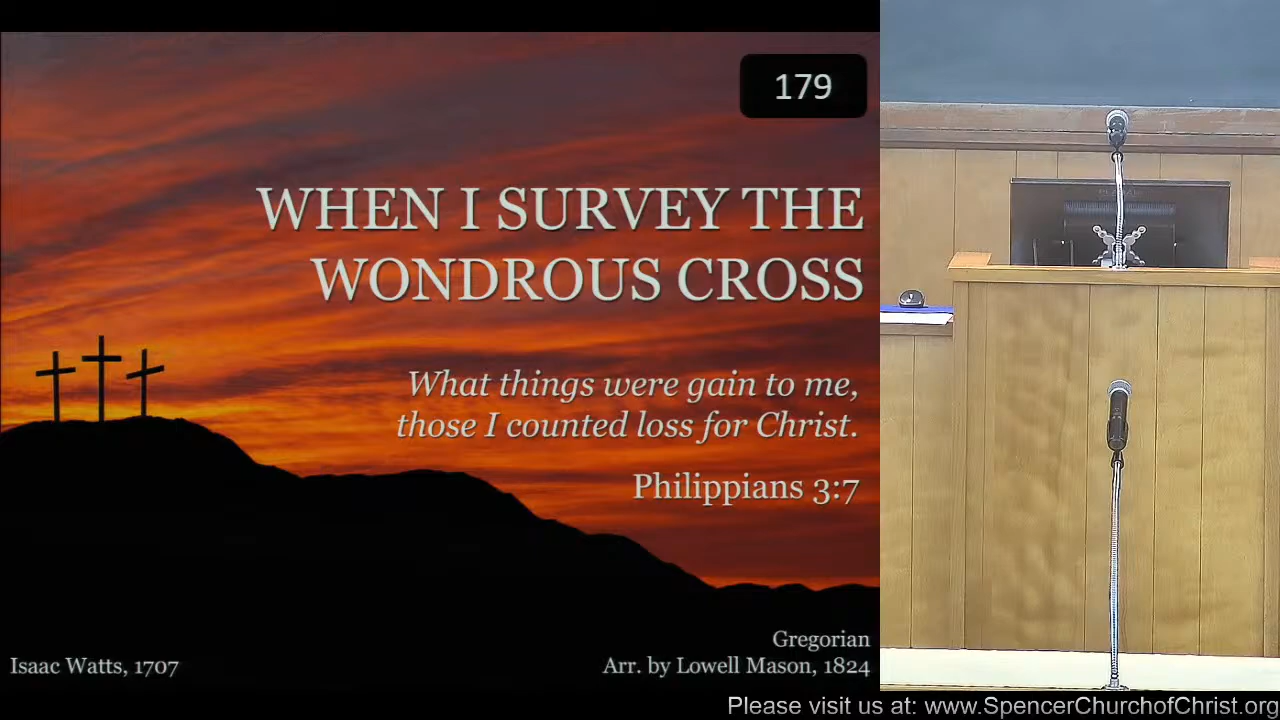 179
WHEN I SURVEY THE
WONDROUS CROSS
What things were gain to me,
those I counted loss for Christ.
Philippians 3:7
Gregorian
Isaac Watts, 1707
Arr. by Lowell Mason, 1824
Please visit us at: www.SpencerChurchofChrist.org